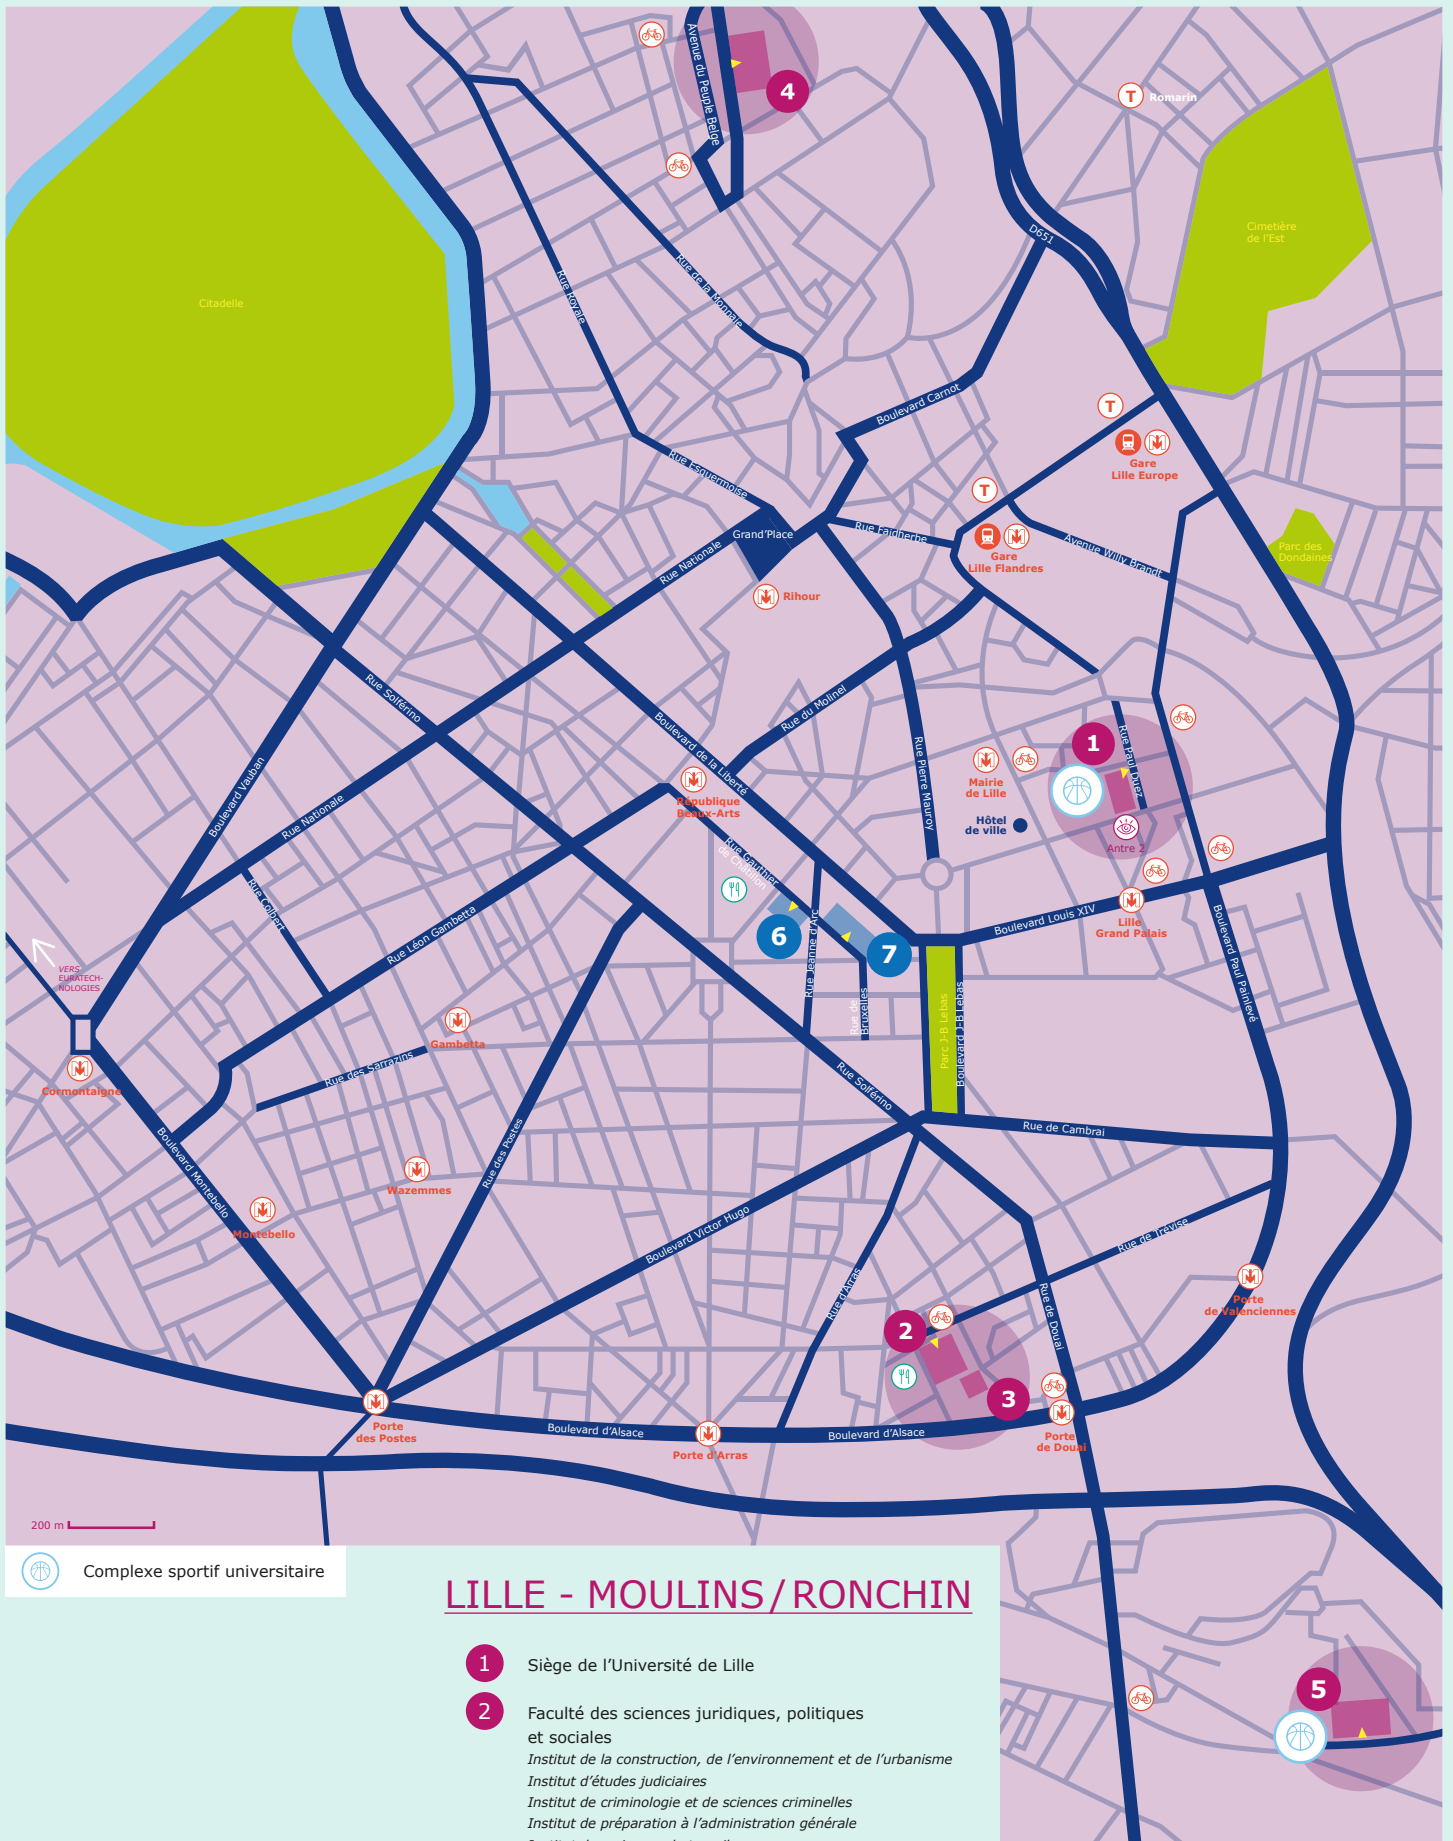 Avenue du Peuple Belge
4
T
Romarin
Cimetière
de l'Est
D651
Citadelle
Rue Royale
Rue de la Monnaie
Boulevard Carnot
T
Gare
Lille Europe
Rue Esquermoise
T
Grand'Place
Rue Faidherbe
Gare
Lille Flandres
Avenue Willy Brandt
Parc des
Dondaines
Rue Nationale
Rihour
Rue Solférino
Boulevard de la Liberté
Rue du Molinel
Rue Pierre Mauroy
1
Rue Paul Duez
Mairie
de Lille
Hôtel
de ville
Antre 2
Boulevard Vauban
Rue Nationale
République
Beaux-Arts
Rue Gauthier
de Châtillon
Rue Colbert
Rue Léon Gambetta
6
Rue Jeanne d'Arc
7
Boulevard Louis XIV
Lille
Grand Palais
Boulevard Paul Painlevé
VERS
EURATECH-
NOLOGIES
Rue de
Bruxelles
Parc J-B Lebas
Boulevard J-B Lebas
Gambetta
Rue des Sarrazins
Cormontaigne
Rue Solférino
Rue de Cambrai
Boulevard Montebello
Rue des Postes
Wazemmes
Montebello
Boulevard Victor Hugo
Rue d'Arras
Rue de Trévise
Rue de Douai
Porte
de Valenciennes
2
3
Porte
des Postes
Boulevard d'Alsace
Porte d'Arras
Boulevard d'Alsace
Porte
de Douai
200 m
Complexe sportif universitaire
LILLE - MOULINS/RONCHIN
1 Siège de l'Université de Lille
2 Faculté des sciences juridiques, politiques
et sociales
Institut de la construction, de l'environnement et de l'urbanisme
Institut d'études judiciaires
Institut de criminologie et de sciences criminelles
Institut de préparation à l'administration générale
5